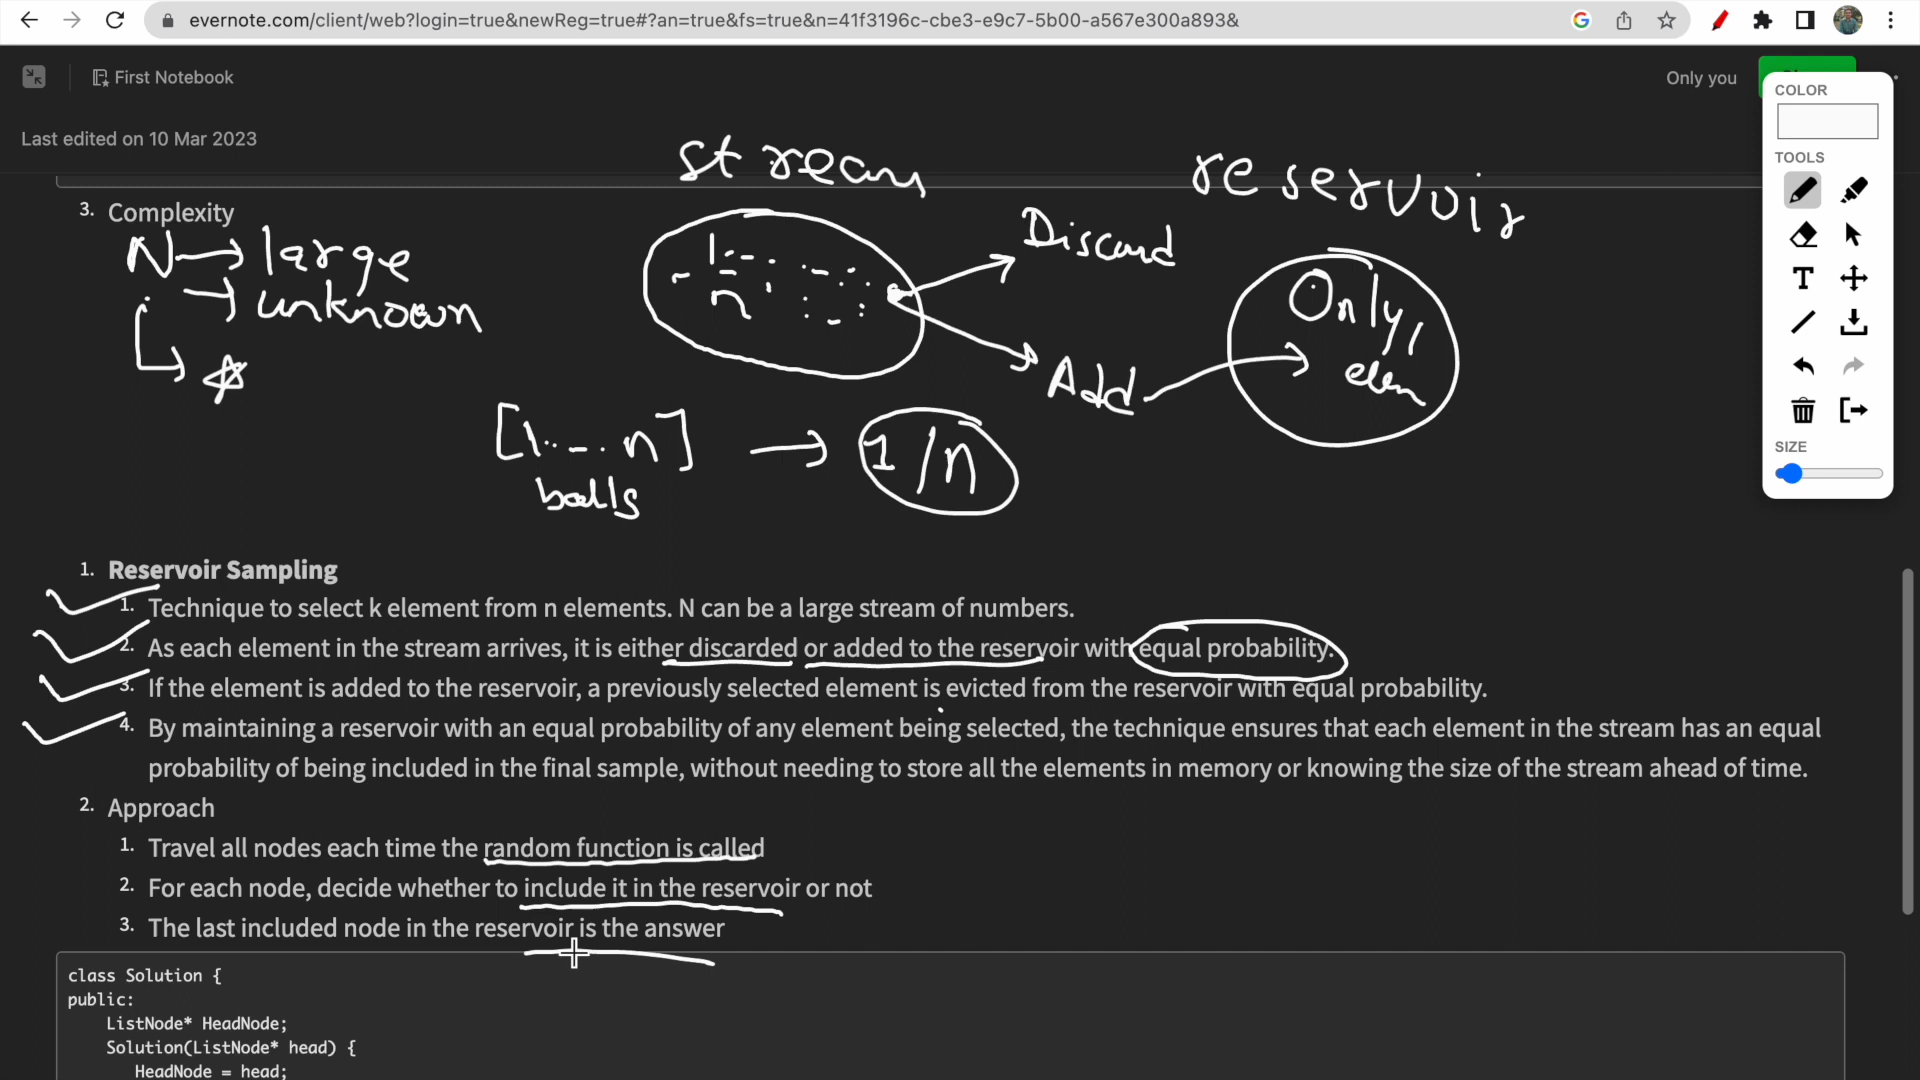 evernote.com/client/web?login=true&newReg=true#?an=true&fs=true&n=41f3196c-cbe3-e9c7-5b00-a567e300a893&
First Notebook
Only you
Last edited on 10 Mar 2023
COLOR
TOOLS
T
SIZE
stream
reservoir
3. Complexity
N → large
→ unknown
1 - - .
n
Discard
Add
Only 1
elem
[1. . - . n] → 1/n
balls
1. Reservoir Sampling
1. Technique to select k element from n elements. N can be a large stream of numbers.
2. As each element in the stream arrives, it is either discarded or added to the reservoir with equal probability.
3. If the element is added to the reservoir, a previously selected element is evicted from the reservoir with equal probability.
4. By maintaining a reservoir with an equal probability of any element being selected, the technique ensures that each element in the stream has an equal
probability of being included in the final sample, without needing to store all the elements in memory or knowing the size of the stream ahead of time.
2. Approach
1. Travel all nodes each time the random function is called
2. For each node, decide whether to include it in the reservoir or not
3. The last included node in the reservoir is the answer
class Solution {
public:
ListNode* HeadNode;
Solution(ListNode* head) {
HeadNode = head;